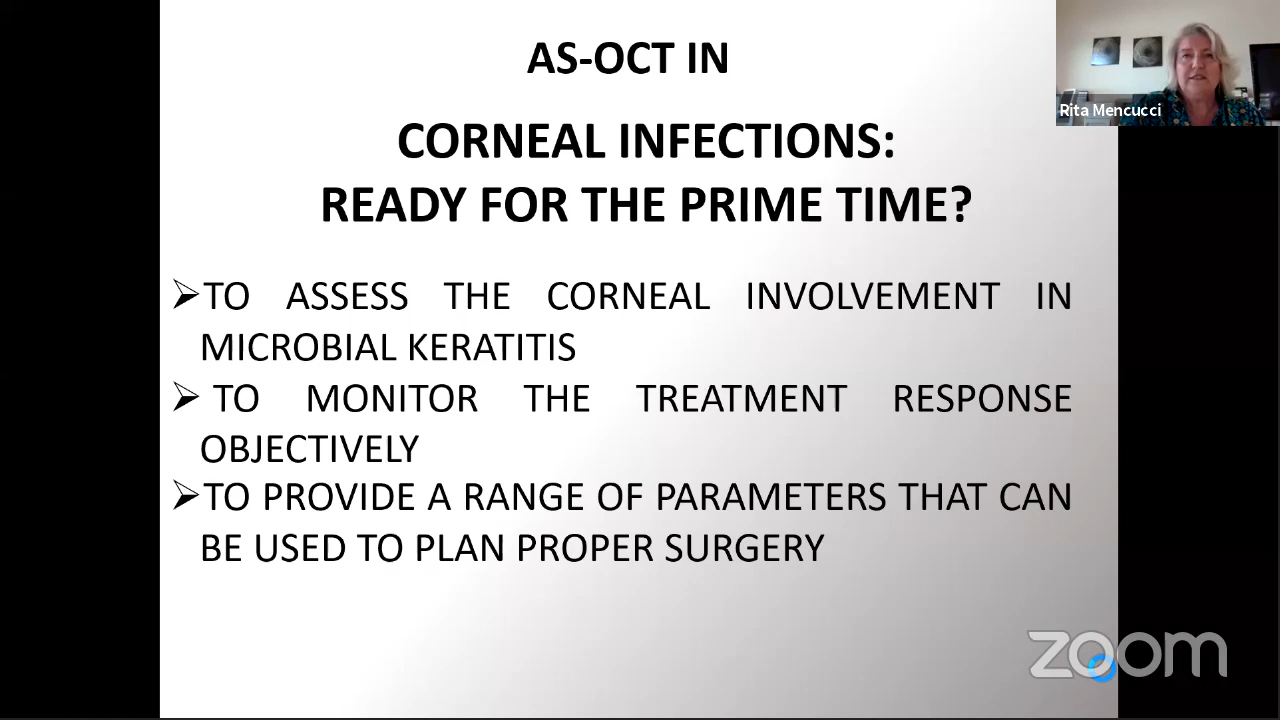 AS-OCT IN
CORNEAL INFECTIONS:
READY FOR THE PRIME TIME?
TO ASSESS THE CORNEAL INVOLVEMENT IN
MICROBIAL KERATITIS
TO MONITOR THE TREATMENT RESPONSE
OBJECTIVELY
TO PROVIDE A RANGE OF PARAMETERS THAT CAN
BE USED TO PLAN PROPER SURGERY
Rita Mencucci
zoom